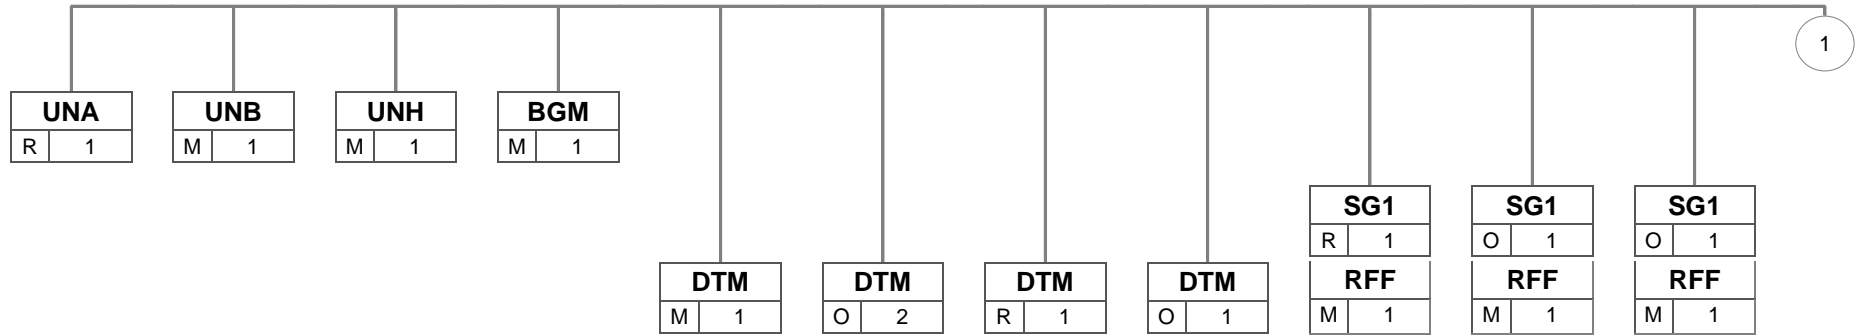 1
UNA UNB UNH BGM
R 1 M 1 M 1 M 1
SG1 SG1 SG1
R 1 O 1 O 1
DTM DTM DTM DTM RFF RFF RFF
M 1 O 2 R 1 O 1 M 1 M 1 M 1